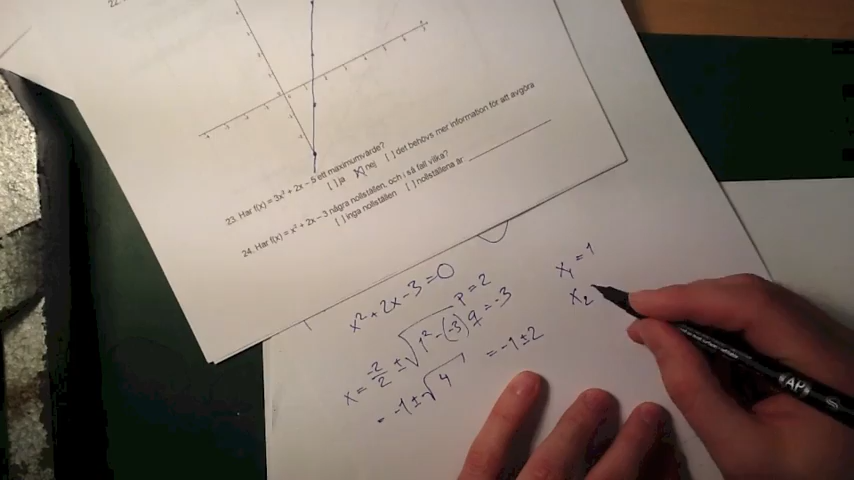 22.
23. Har f(x) = 3x² + 2x − 5 ett maximumvärde?
[ ] ja [X] nej [ ] det behövs mer information för att avgöra
24. Har f(x) = x² + 2x − 3 några nollställen, och i så fall vilka?
[ ] inga nollställen [ ] nollställena är
x² + 2x - 3 = 0
p = 2
q = -3
x = -2/2 ± √1² - (-3)
= -1 ± √4 = -1 ± 2
x₁ = 1
x₂
AP